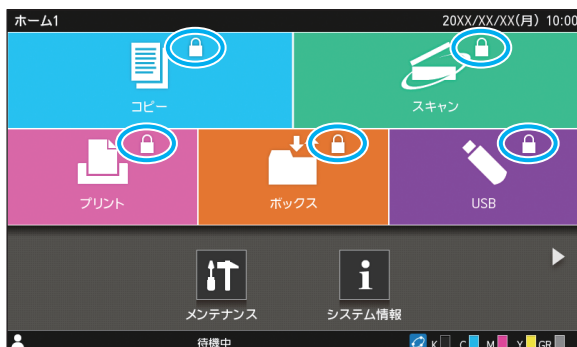 ホーム1 20XX/XX/XX(月) 10:00
コピー スキャン
プリント ボックス USB
メンテナンス システム情報
待機中 K C M Y GR